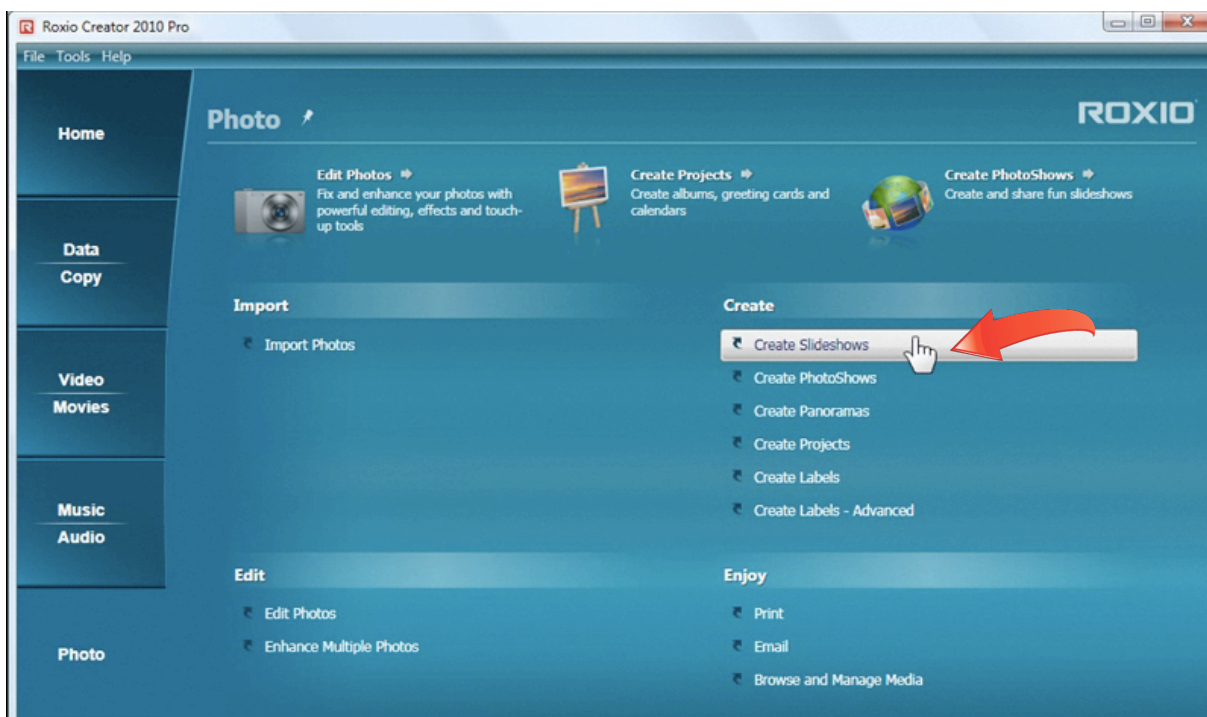 Roxio Creator 2010 Pro
File Tools Help
Home
Data
Copy
Video
Movies
Music
Audio
Photo
Photo
ROXIO
Edit Photos
Fix and enhance your photos with
powerful editing, effects and touch-
up tools
Create Projects
Create albums, greeting cards and
calendars
Create PhotoShows
Create and share fun slideshows
Import
Import Photos
Create
Create Slideshows
Create PhotoShows
Create Panoramas
Create Projects
Create Labels
Create Labels - Advanced
Edit
Edit Photos
Enhance Multiple Photos
Enjoy
Print
Email
Browse and Manage Media